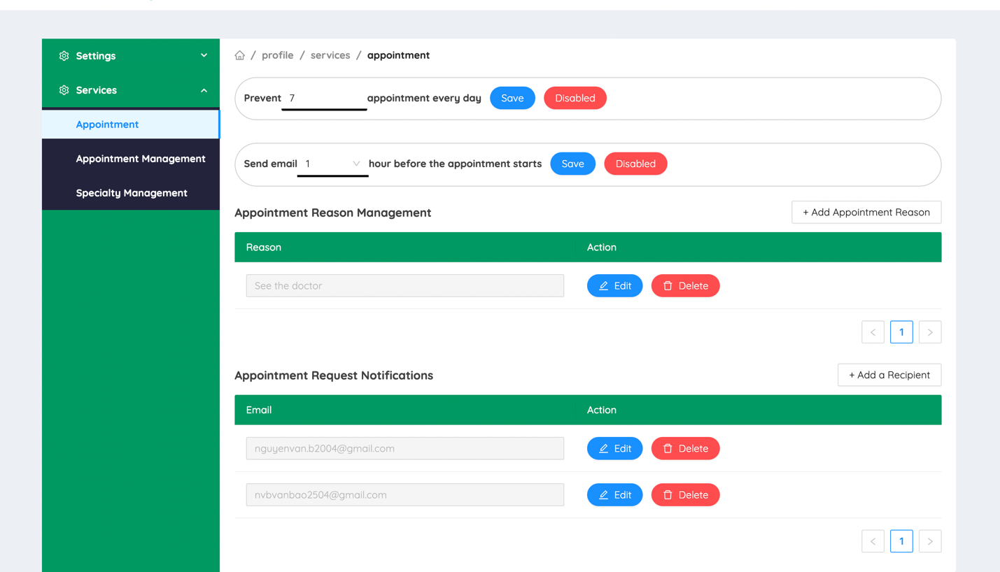 Settings
Services
Appointment
Appointment Management
Specialty Management
/ profile / services / appointment
Prevent 7 appointment every day Save Disabled
Send email 1 hour before the appointment starts Save Disabled
Appointment Reason Management + Add Appointment Reason
Reason Action
See the doctor Edit Delete
< 1 >
Appointment Request Notifications + Add a Recipient
Email Action
nguyenvan.b2004@gmail.com Edit Delete
nvbvanbao2504@gmail.com Edit Delete
< 1 >